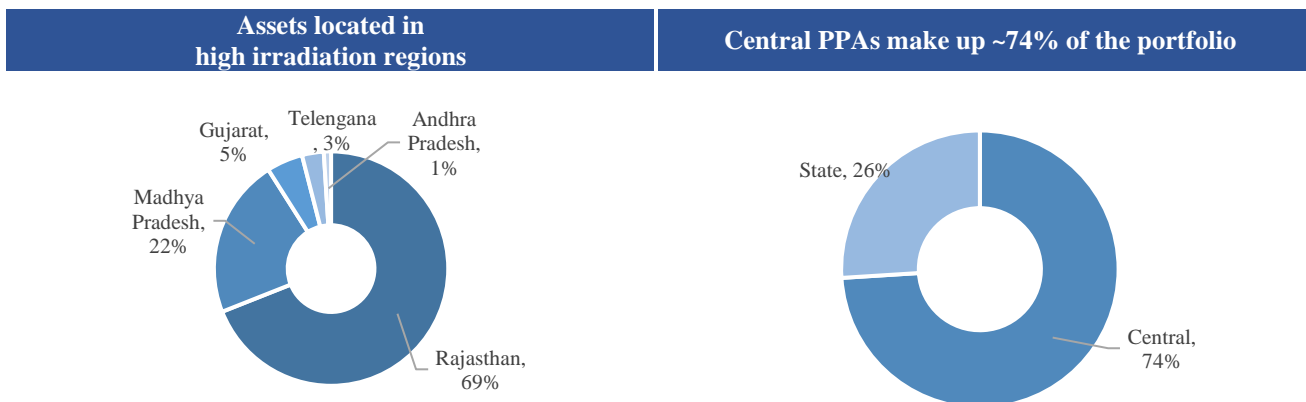 Assets located in
high irradiation regions
Central PPAs make up ~74% of the portfolio
Telengana
, 3%
Andhra
Pradesh,
1%
Gujarat,
5%
Madhya
Pradesh,
22%
Rajasthan,
69%
State, 26%
Central,
74%